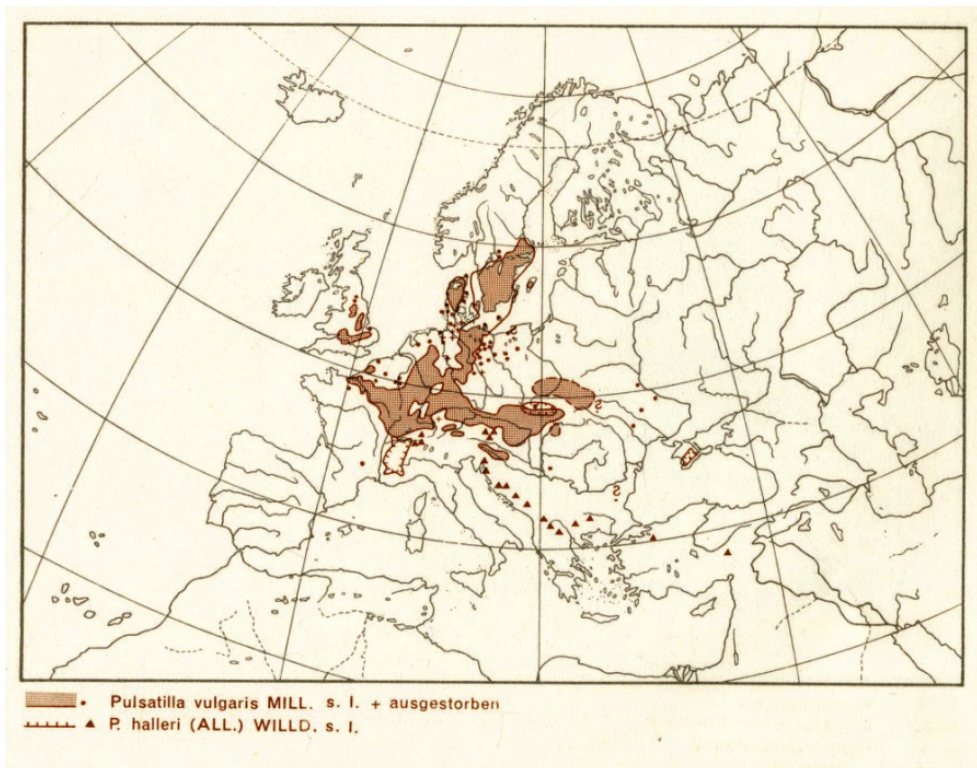 Pulsatilla vulgaris MILL. s. l. + ausgestorben
P. halleri (ALL.) WILLD. s. l.